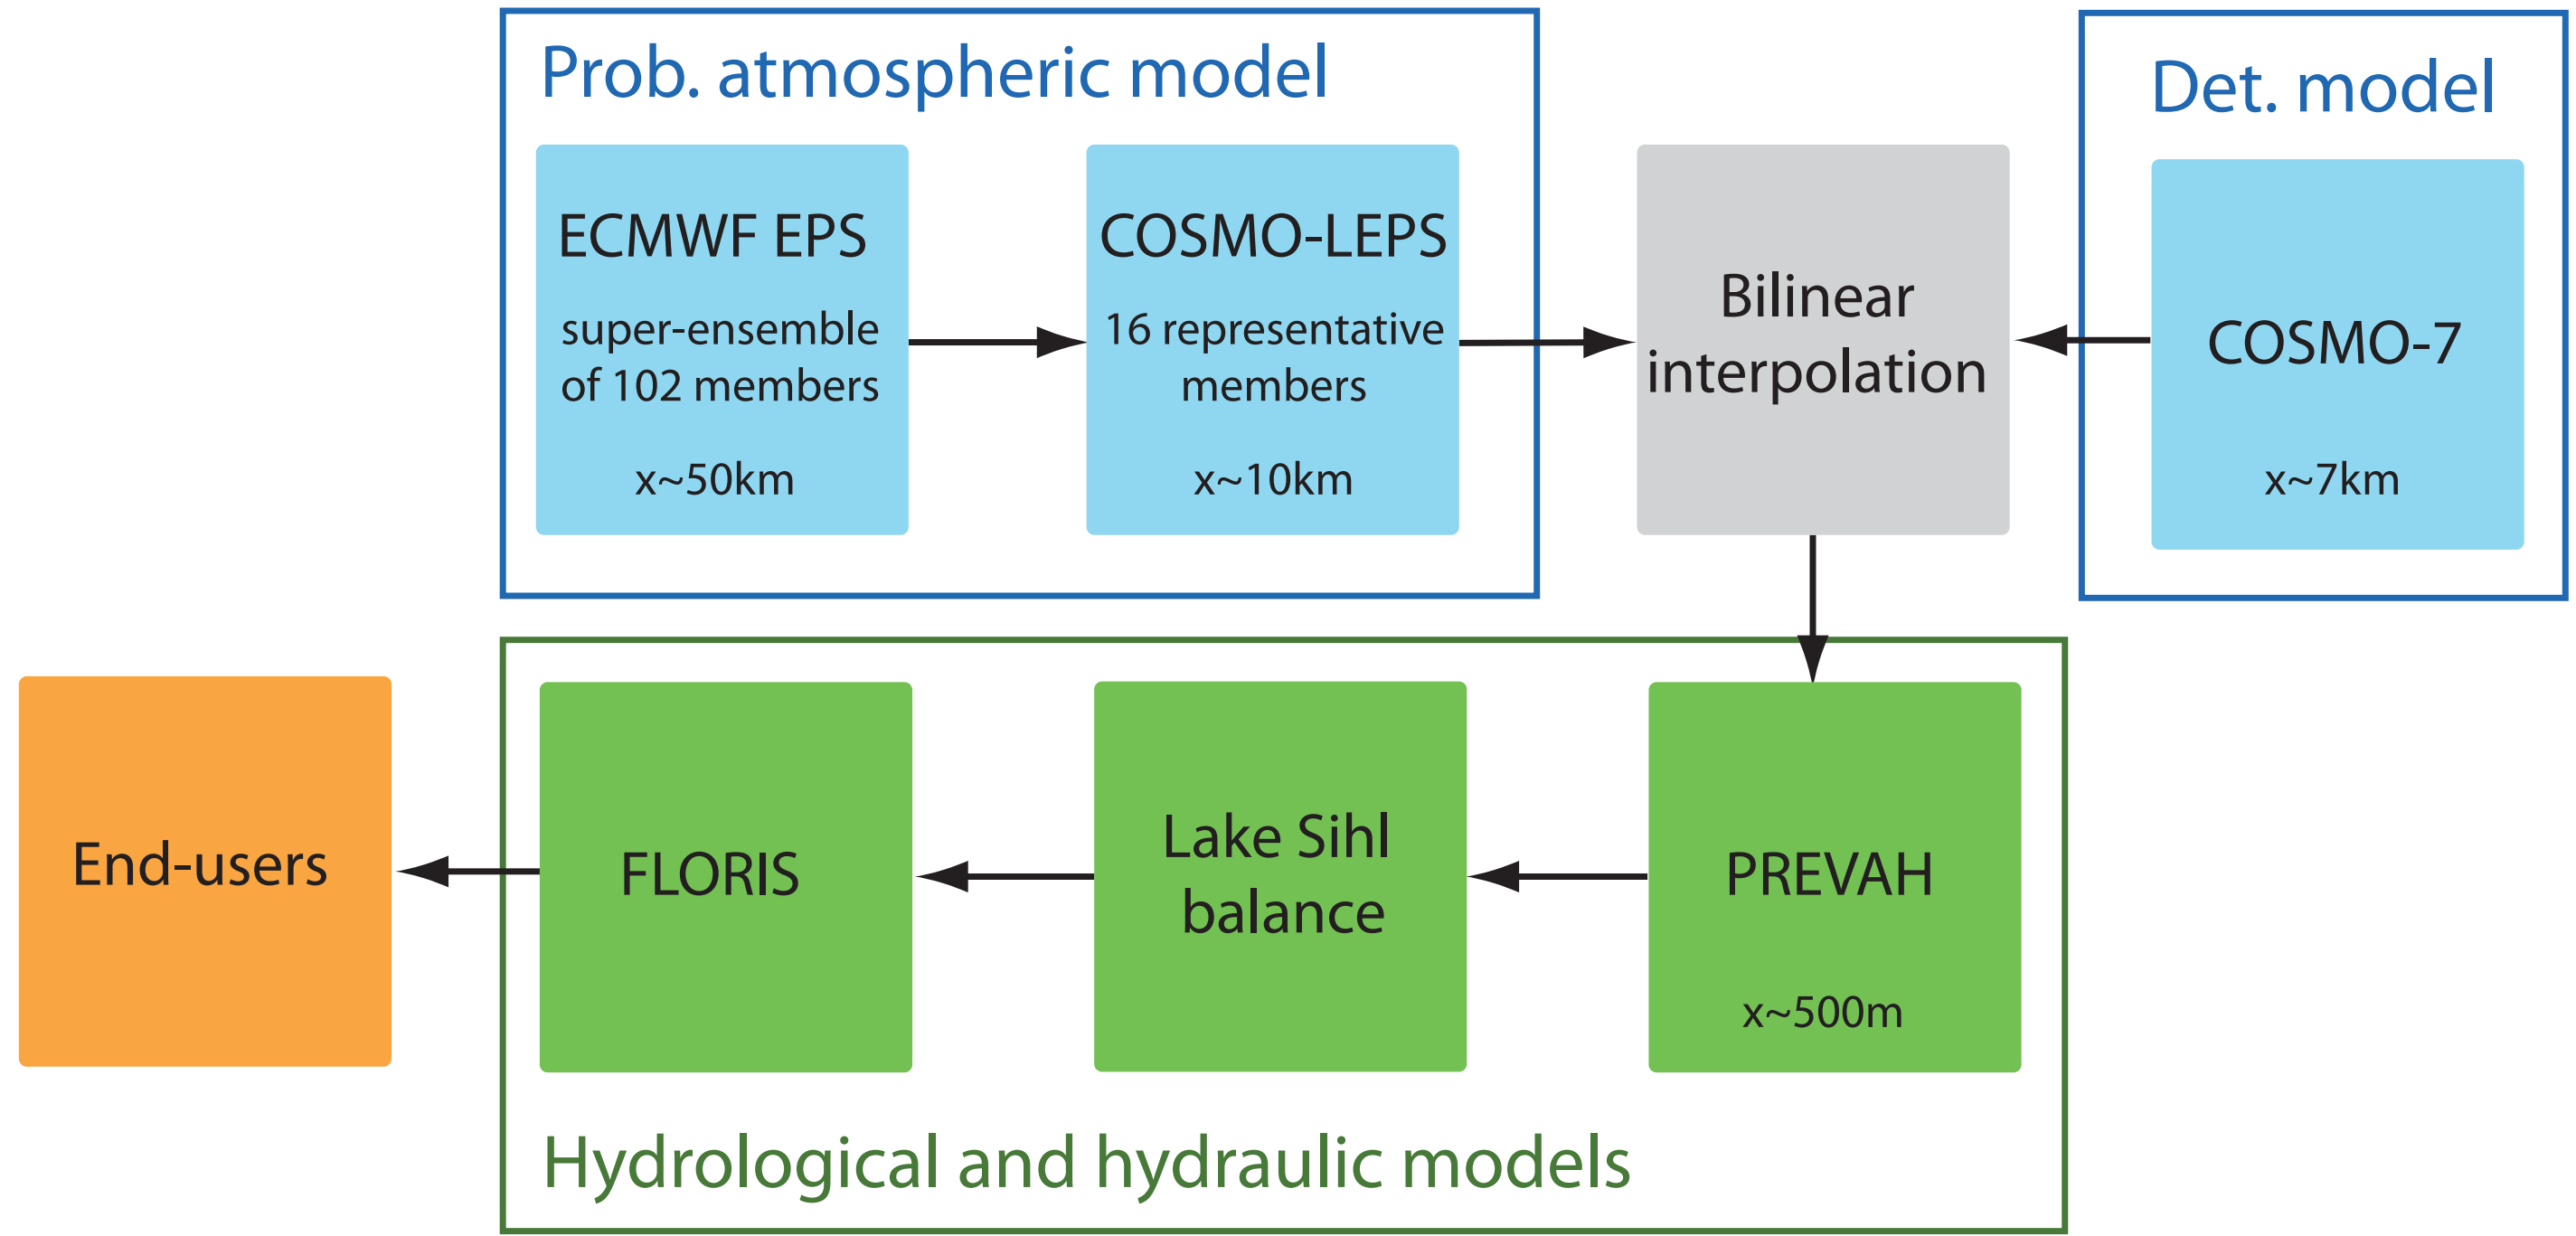 Prob. atmospheric model
ECMWF EPS
super-ensemble
of 102 members
x~50km
COSMO-LEPS
16 representative
members
x~10km
Bilinear
interpolation
Det. model
COSMO-7
x~7km
End-users
FLORIS
Lake Sihl
balance
PREVAH
x~500m
Hydrological and hydraulic models